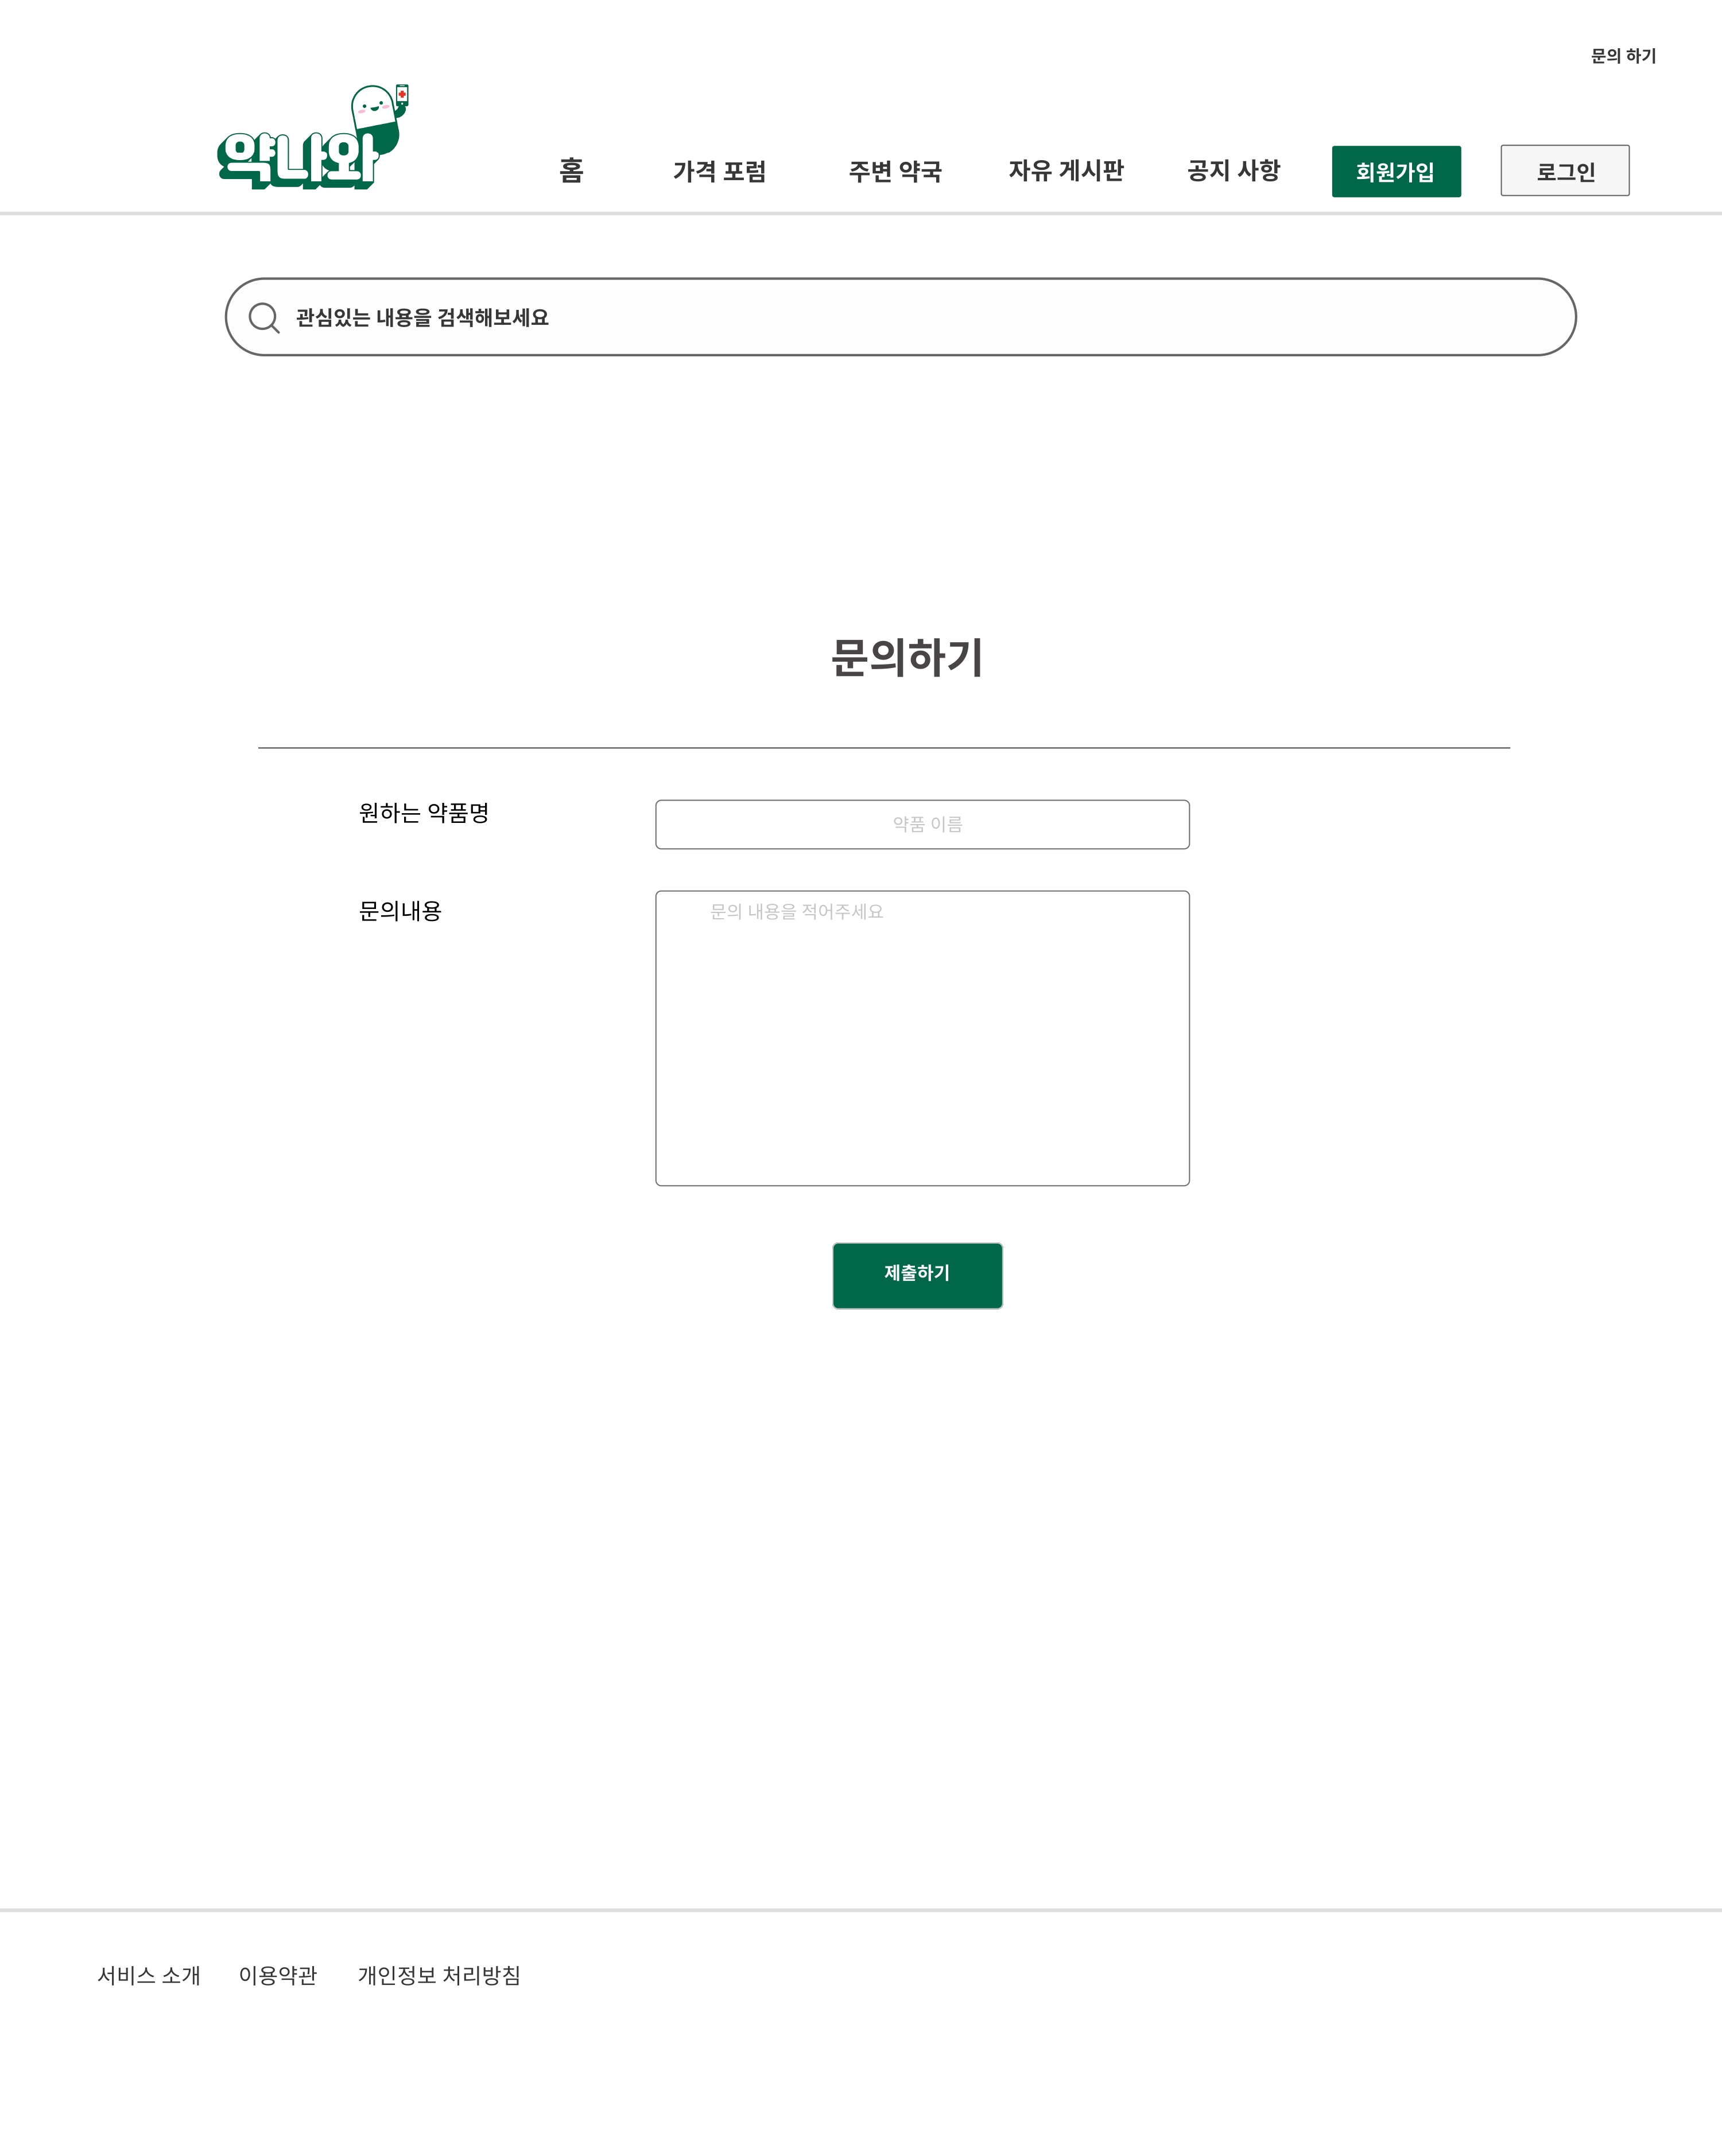 문의 하기
약나와
홈 가격 포럼 주변 약국 자유 게시판 공지 사항 회원가입 로그인
관심있는 내용을 검색해보세요
문의하기
원하는 약품명 약품 이름
문의내용 문의 내용을 적어주세요
제출하기
서비스 소개 이용약관 개인정보 처리방침